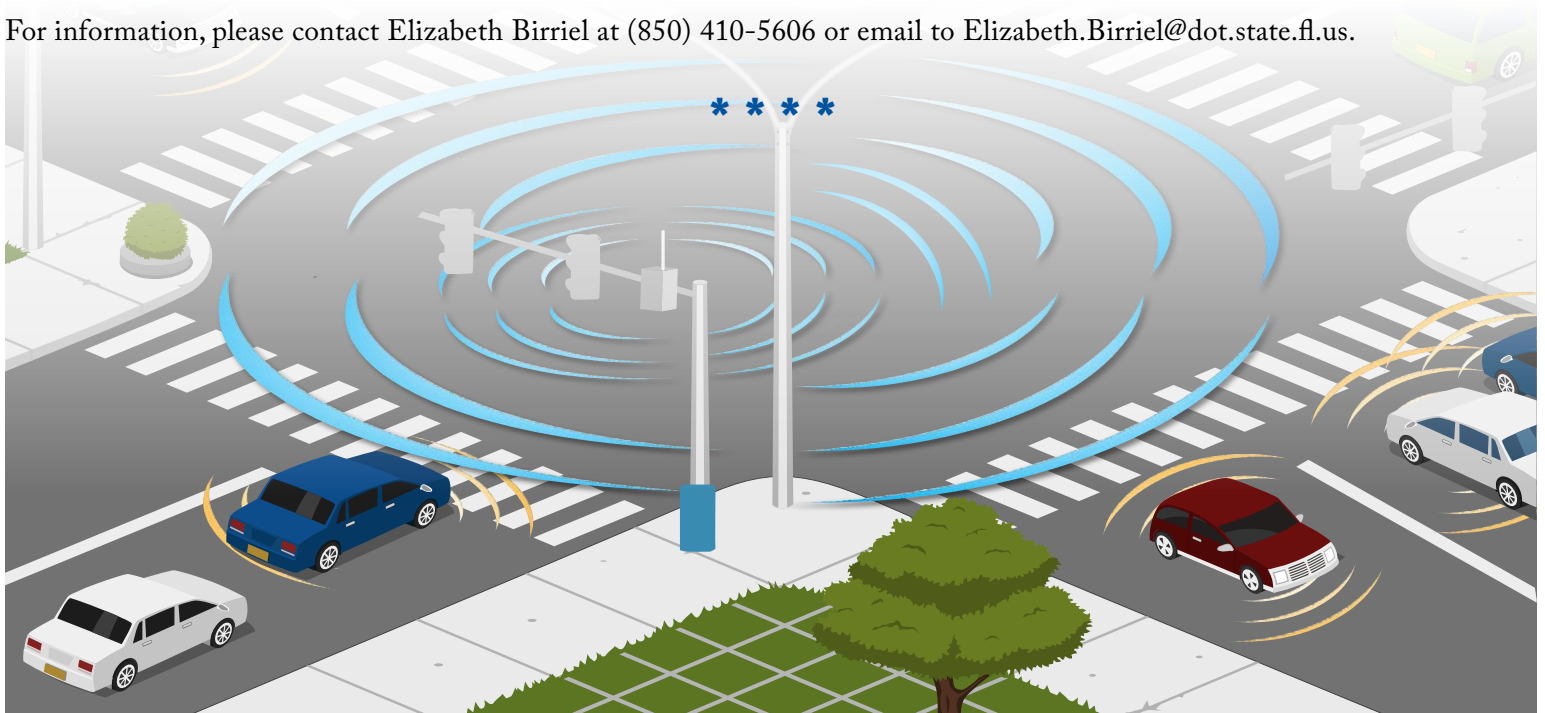 For information, please contact Elizabeth Birriel at (850) 410-5606 or email to Elizabeth.Birriel@dot.state.fl.us.
* * * *